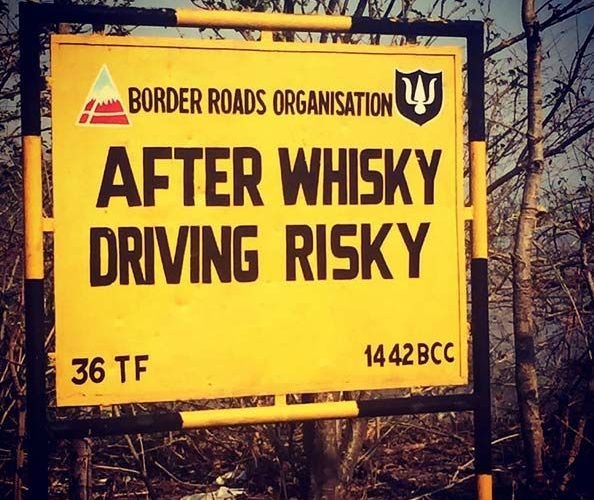 BORDER ROADS ORGANISATION
AFTER WHISKY
DRIVING RISKY
36 TF 1442 BCC